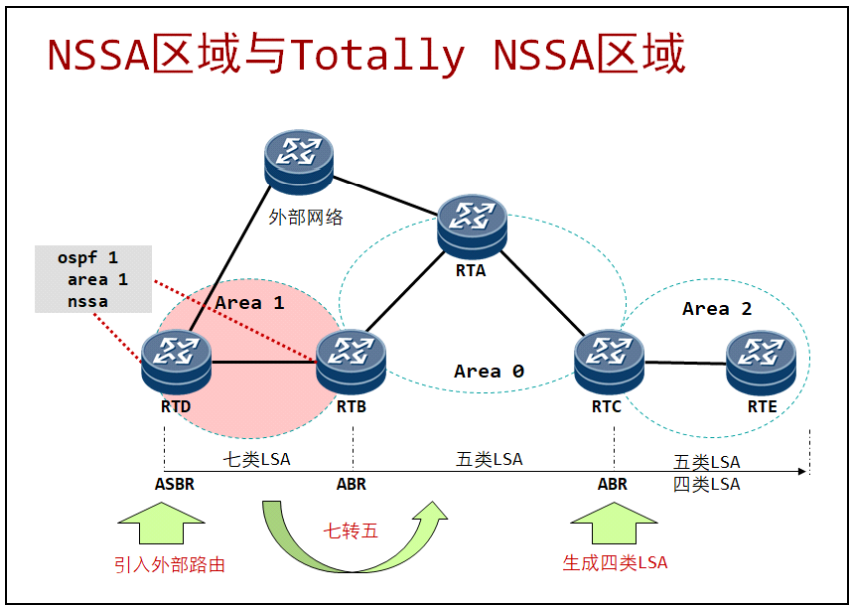 NSSA区域与Totally NSSA区域
外部网络
RTA
ospf 1
area 1
nssa
Area 1
Area 2
Area 0
RTD
RTB
RTC
RTE
七类LSA
五类LSA
五类LSA
四类LSA
ASBR
ABR
ABR
七转五
引入外部路由
生成四类LSA